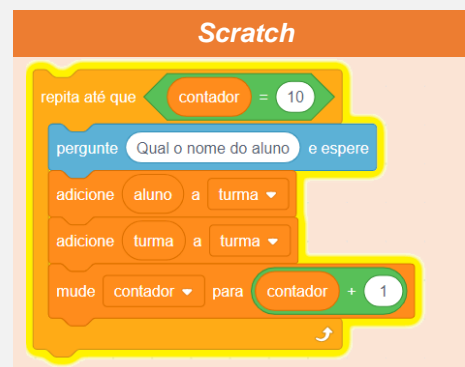 Scratch
repita até que contador = 10
pergunte Qual o nome do aluno e espere
adicione aluno a turma
adicione turma a turma
mude contador para contador + 1